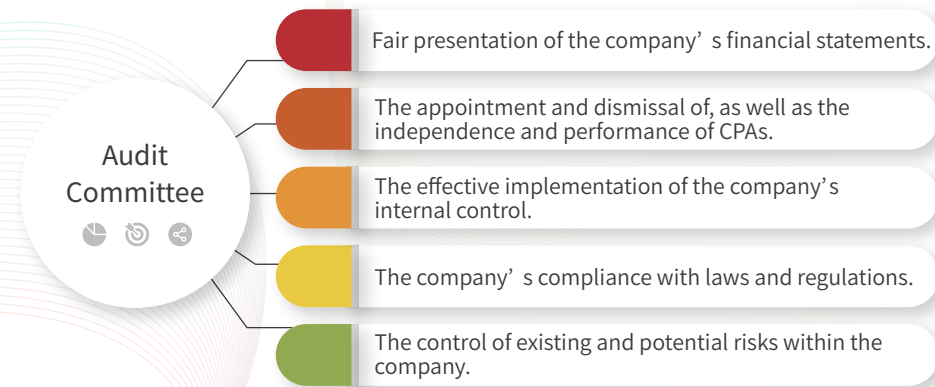 Audit
Committee
Fair presentation of the company’ s financial statements.
The appointment and dismissal of, as well as the
independence and performance of CPAs.
The effective implementation of the company’s
internal control.
The company’ s compliance with laws and regulations.
The control of existing and potential risks within the
company.